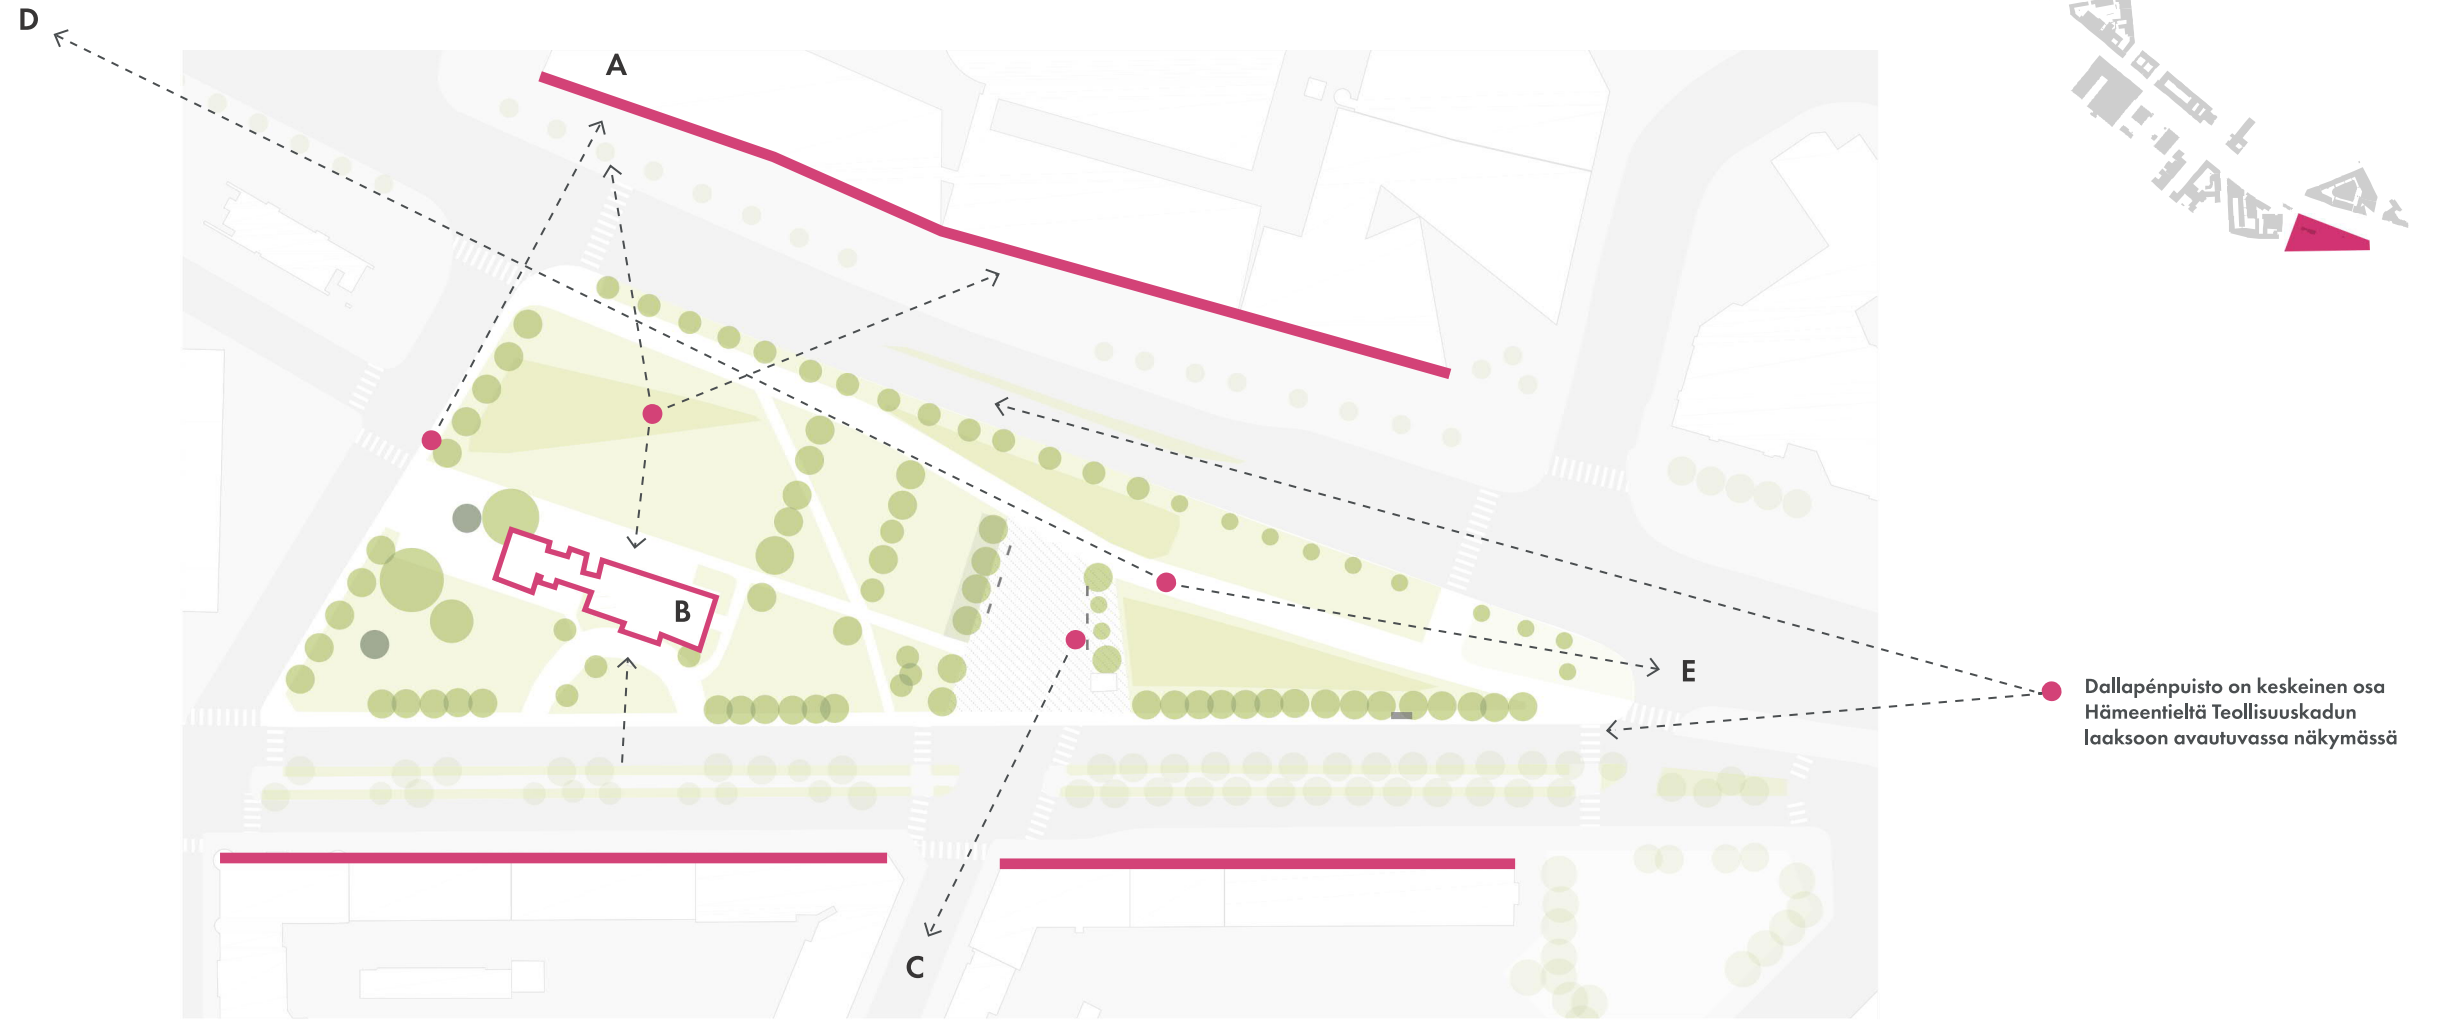 D
A
B
E
Dallapénpuisto on keskeinen osa
Hämeentieltä Teollisuuskadun
laaksoon avautuvassa näkymässä
C